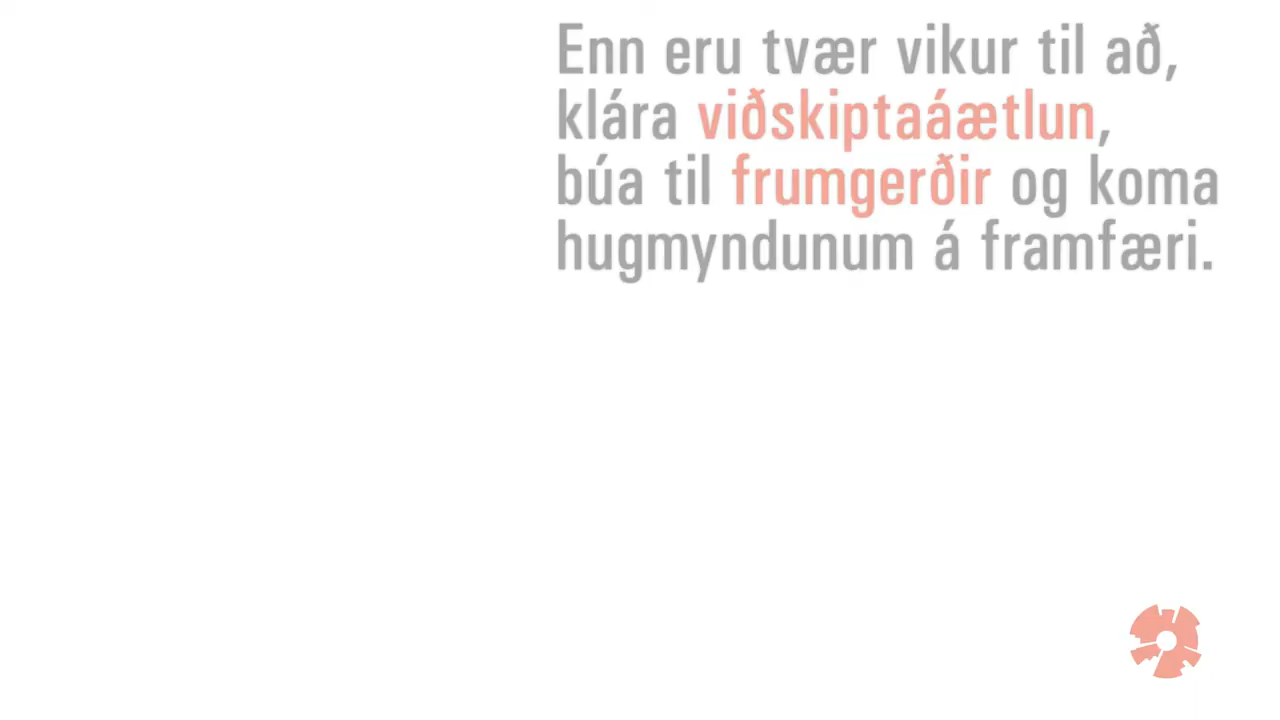 Enn eru tvær vikur til að,
klára viðskiptaáætlun,
búa til frumgerðir og koma
hugmyndunum á framfæri.